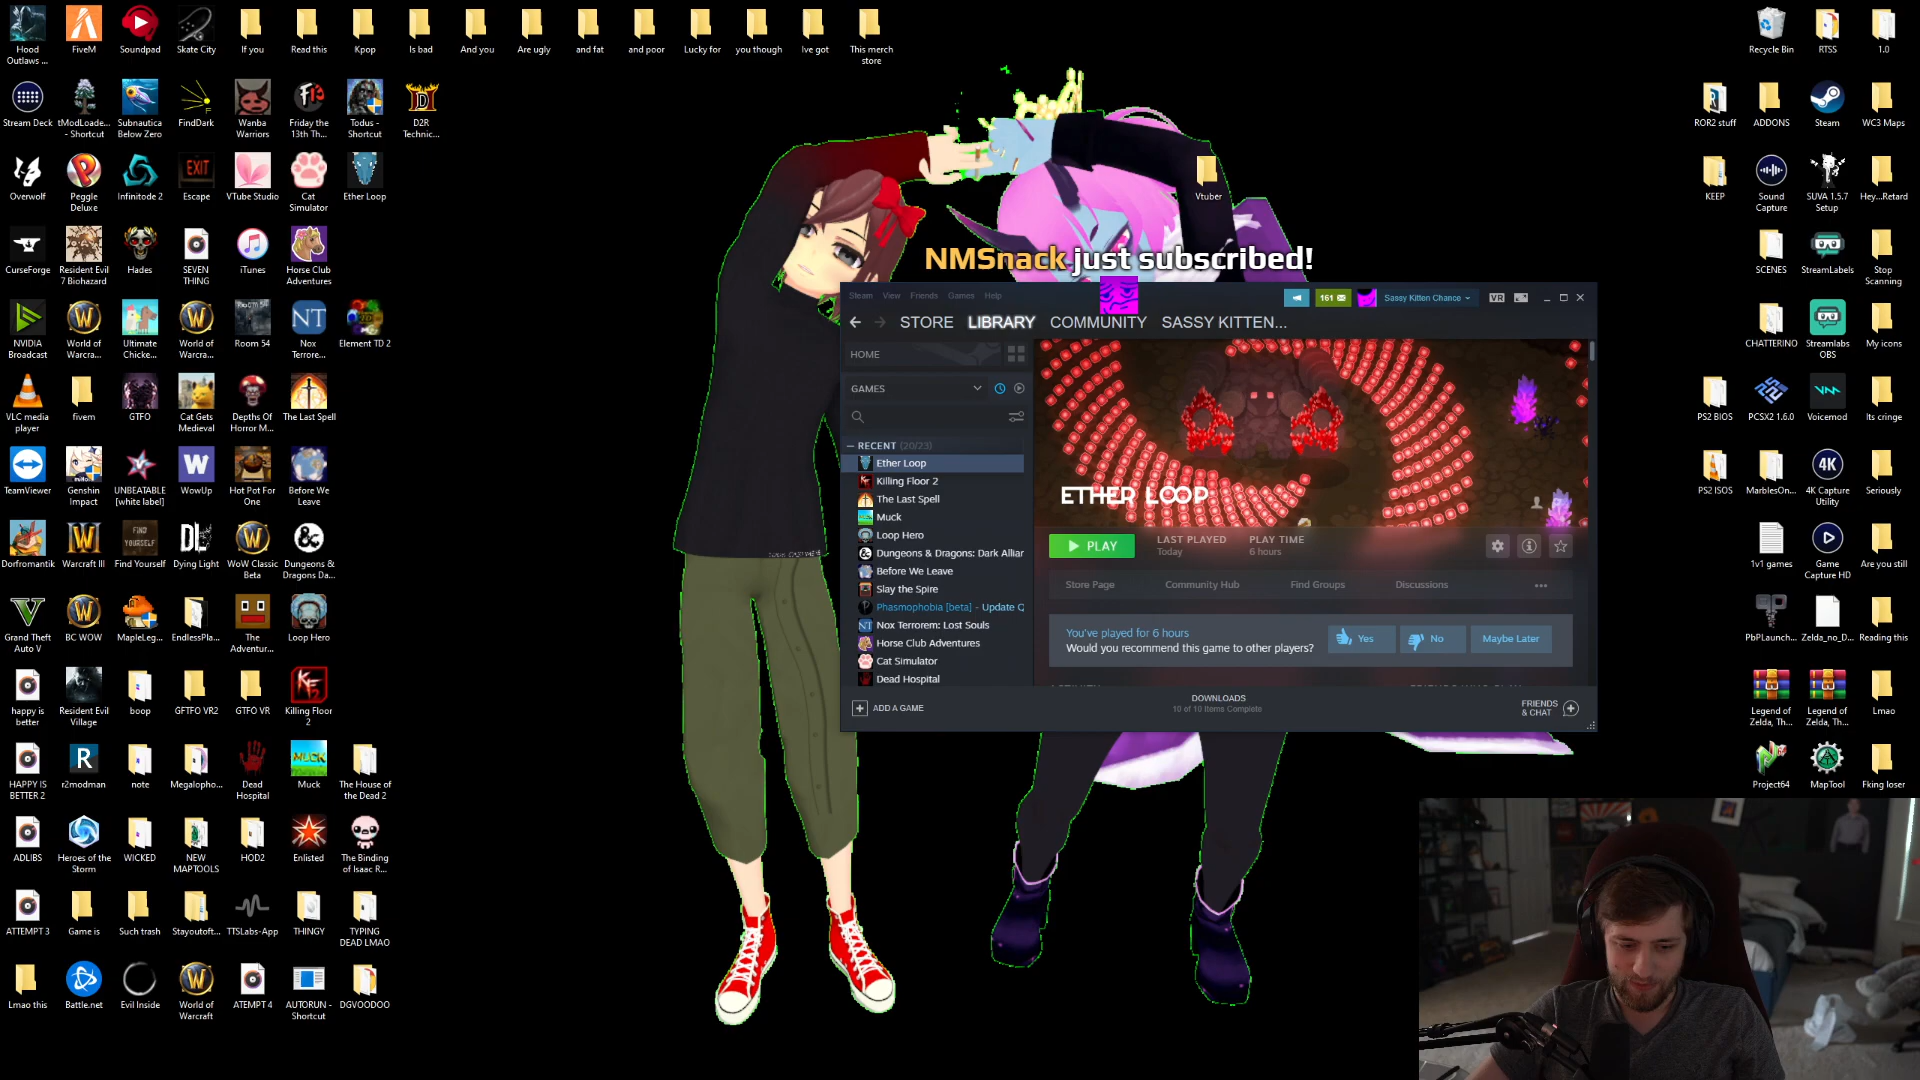 Hood
Outlaws ...
FiveM
Soundpad
Skate City
If you
Read this
Kpop
Is bad
And you
Are ugly
and fat
and poor
Lucky for
you though
Ive got
This merch
store
Recycle Bin
RTSS
1.0
Stream Deck
tModLoade...
- Shortcut
Subnautica
Below Zero
FindDark
Wanba
Warriors
Friday the
13th Th...
Todus -
Shortcut
D2R
Technic...
ROR2 stuff
ADDONS
Steam
WC3 Maps
Overwolf
Peggle
Deluxe
Infinitode 2
EXIT
Escape
VTube Studio
Cat
Simulator
Ether Loop
Vtuber
KEEP
Sound
Capture
SUVA 1.5.7
Setup
Hey...Retard
CurseForge
Resident Evil
7 Biohazard
Hades
SEVEN
THING
iTunes
Horse Club
Adventures
SCENES
StreamLabels
Stop
Scanning
NMSnack just subscribed!
NVIDIA
Broadcast
World of
Warcra...
Ultimate
Chicke...
World of
Warcra...
Room 54
Nox
Terrore...
Element TD 2
CHATTERINO
Streamlabs
OBS
My icons
Steam View Friends Games Help
161
Sassy Kitten Chance
VR
STORE LIBRARY COMMUNITY SASSY KITTEN...
HOME
GAMES
RECENT (20/23)
Ether Loop
Killing Floor 2
The Last Spell
Muck
Loop Hero
Dungeons & Dragons: Dark Allian
Before We Leave
Slay the Spire
Phasmophobia [beta] - Update Q
Nox Terrorem: Lost Souls
Horse Club Adventures
Cat Simulator
Dead Hospital
ADD A GAME
ETHER LOOP
PLAY
LAST PLAYED
Today
PLAY TIME
6 hours
Store Page
Community Hub
Find Groups
Discussions
You've played for 6 hours
Would you recommend this game to other players?
Yes
No
Maybe Later
DOWNLOADS
10 of 10 Items Complete
FRIENDS
& CHAT
VLC media
player
fivem
GTFO
Cat Gets
Medieval
Depths Of
Horror M...
The Last Spell
PS2 BIOS
PCSX2 1.6.0
Voicemod
Its cringe
TeamViewer
Genshin
Impact
UNBEATABLE
[white label]
WowUp
Hot Pot For
One
Before We
Leave
PS2 ISOS
MarblesOn...
4K
4K Capture
Utility
Seriously
Dorfromantik
Warcraft III
FIND
YOURSELF
Find Yourself
DL
Dying Light
WoW Classic
Beta
Dungeons &
Dragons Da...
1v1 games
Game
Capture HD
Are you still
Grand Theft
Auto V
BC WOW
MapleLeg...
EndlessPla...
The
Adventur...
Loop Hero
PbPLaunch...
Zelda_no_D...
Reading this
happy is
better
Resident Evil
Village
boop
GFTFO VR2
GTFO VR
Killing Floor
2
Legend of
Zelda, Th...
Legend of
Zelda, Th...
Lmao
HAPPY IS
BETTER 2
r2modman
note
Megalopho...
Dead
Hospital
MUCK
Muck
The House of
the Dead 2
Project64
MapTool
Fking loser
ADLIBS
Heroes of the
Storm
WICKED
NEW
MAPTOOLS
HOD2
Enlisted
The Binding
of Isaac R...
ATTEMPT 3
Game is
Such trash
Stayoutoft...
TTSLabs-App
THINGY
TYPING
DEAD LMAO
Lmao this
Battle.net
Evil Inside
World of
Warcraft
ATEMPT 4
AUTORUN -
Shortcut
DGVOODOO